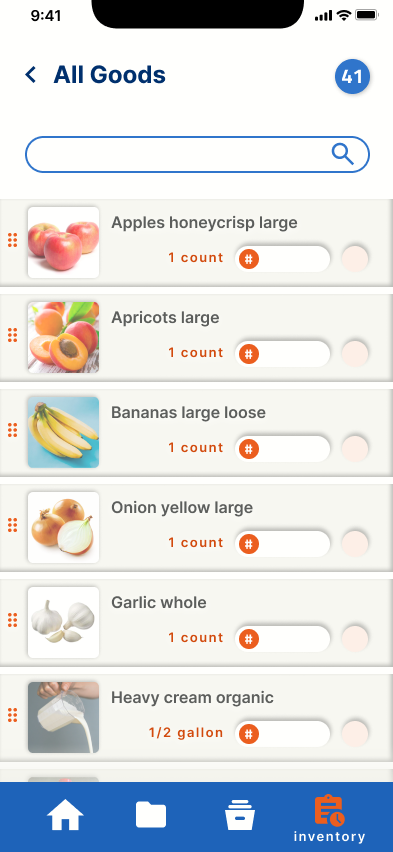 9:41
All Goods
41
Apples honeycrisp large
1 count #
Apricots large
1 count #
Bananas large loose
1 count #
Onion yellow large
1 count #
Garlic whole
1 count #
Heavy cream organic
1/2 gallon #
inventory